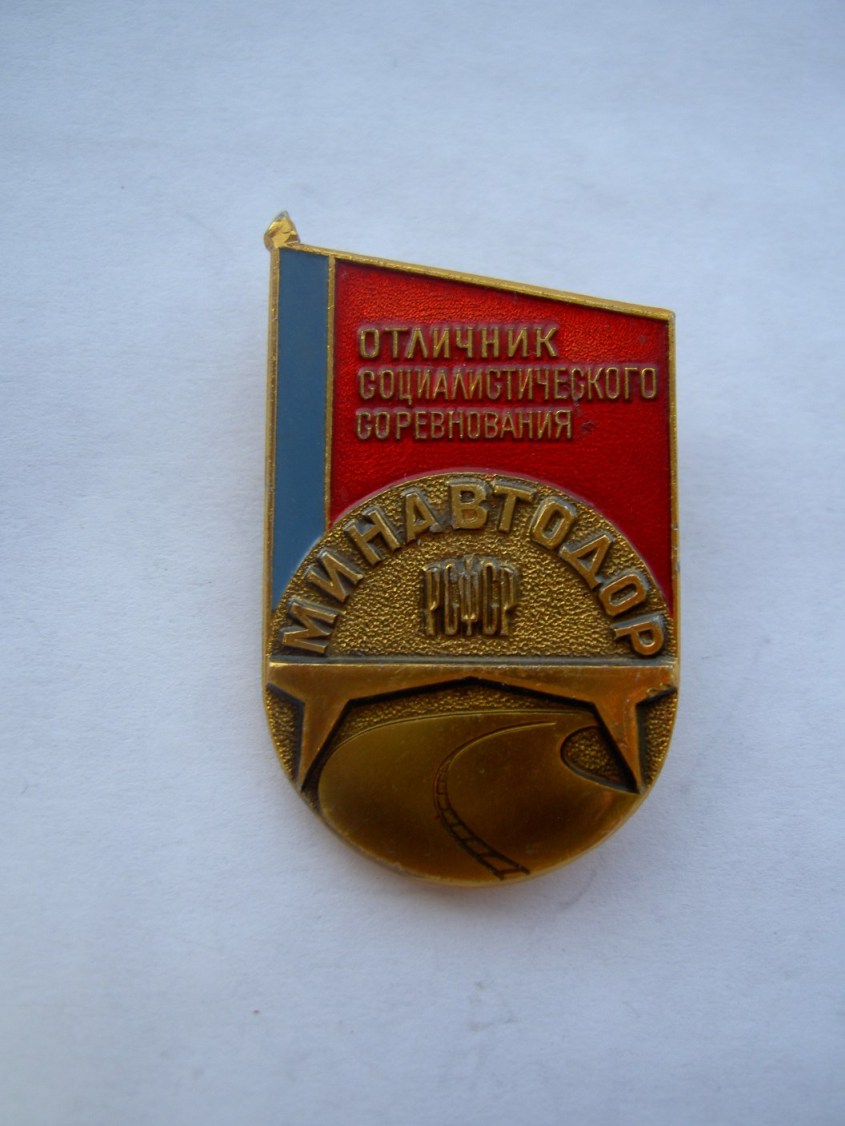 ОТЛИЧНИК
СОЦИАЛИСТИЧЕСКОГО
СОРЕВНОВАНИЯ
МИНАВТОДОР
РСФСР